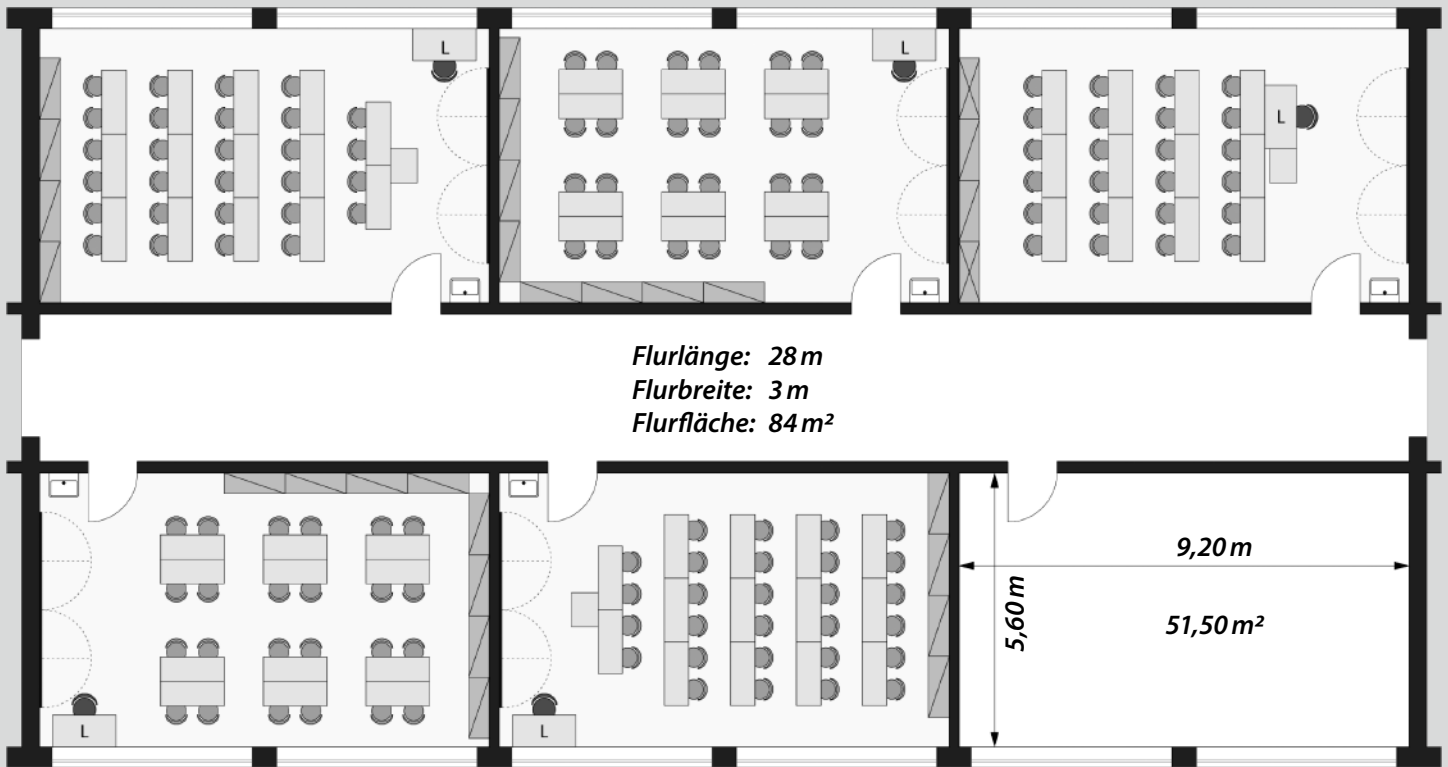 L
L
L
Flurlänge: 28 m
Flurbreite: 3 m
Flurfläche: 84 m²
9,20 m
5,60 m
51,50 m²
L
L